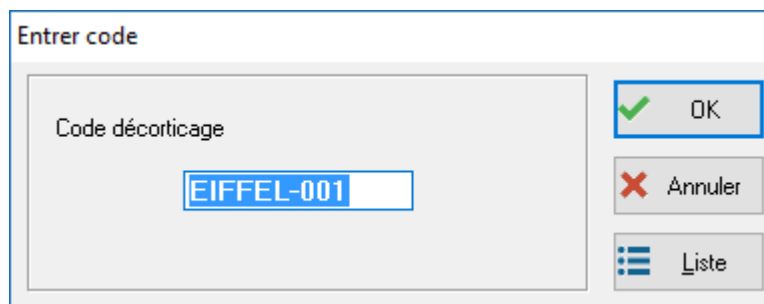 Entrer code
Code décorticage
EIFFEL-001
OK
Annuler
Liste